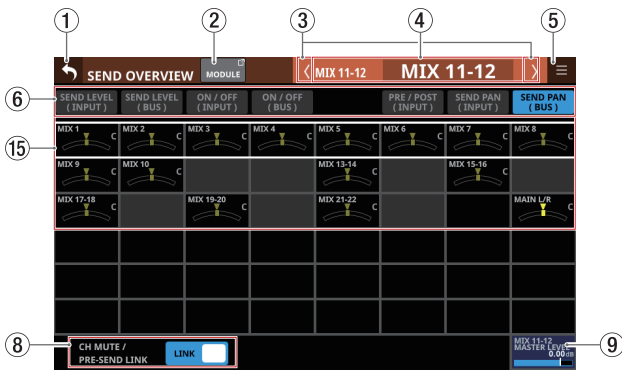 1 2 3 4 5
SEND OVERVIEW MODULE MIX 11-12 MIX 11-12
6
SEND LEVEL (INPUT) SEND LEVEL (BUS) ON / OFF (INPUT) ON / OFF (BUS) PRE / POST (INPUT) SEND PAN (INPUT) SEND PAN (BUS)
15
MIX 1 C MIX 2 C MIX 3 C MIX 4 C MIX 5 C MIX 6 C MIX 7 C MIX 8 C
MIX 9 C MIX 10 C MIX 13-14 C MIX 15-16 C
MIX 17-18 C MIX 19-20 C MIX 21-22 C MAIN L/R C
8
CH MUTE /
PRE-SEND LINK
LINK
MIX 11-12
MASTER LEVEL
0.00dB
9